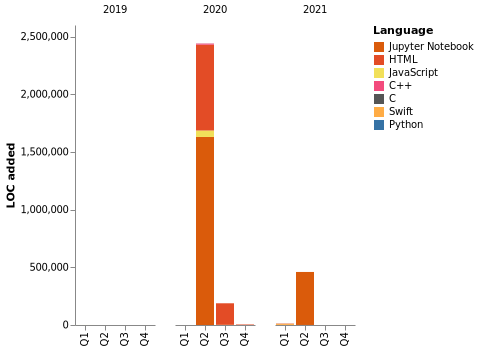 2019 2020 2021
Language
Jupyter Notebook
HTML
JavaScript
C++
C
Swift
Python
LOC added
2,500,000
2,000,000
1,500,000
1,000,000
500,000
0
Q1 Q2 Q3 Q4 Q1 Q2 Q3 Q4 Q1 Q2 Q3 Q4